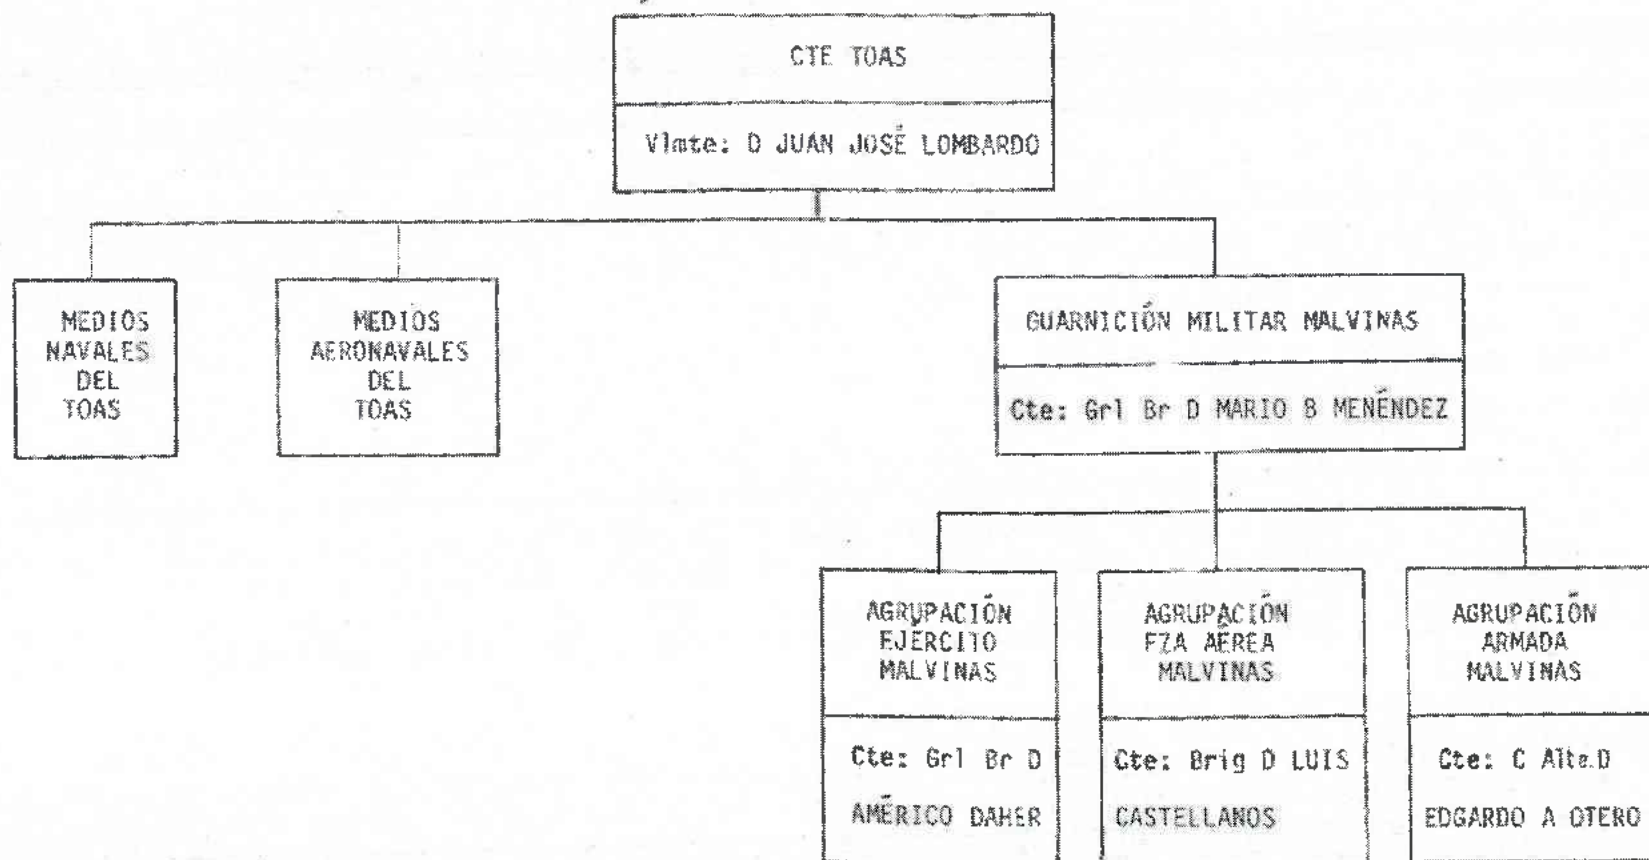 CTE TOAS
Vlmte: D JUAN JOSÉ LOMBARDO
MEDIOS
NAVALES
DEL
TOAS
MEDIOS
AERONAVALES
DEL
TOAS
GUARNICIÓN MILITAR MALVINAS
Cte: Grl Br D MARIO B MENÉNDEZ
AGRUPACIÓN
EJÉRCITO
MALVINAS
Cte: Grl Br D
AMÉRICO DAHER
AGRUPACIÓN
FZA AÉREA
MALVINAS
Cte: Brig D LUIS
CASTELLANOS
AGRUPACIÓN
ARMADA
MALVINAS
Cte: C Alte.D
EDGARDO A OTERO